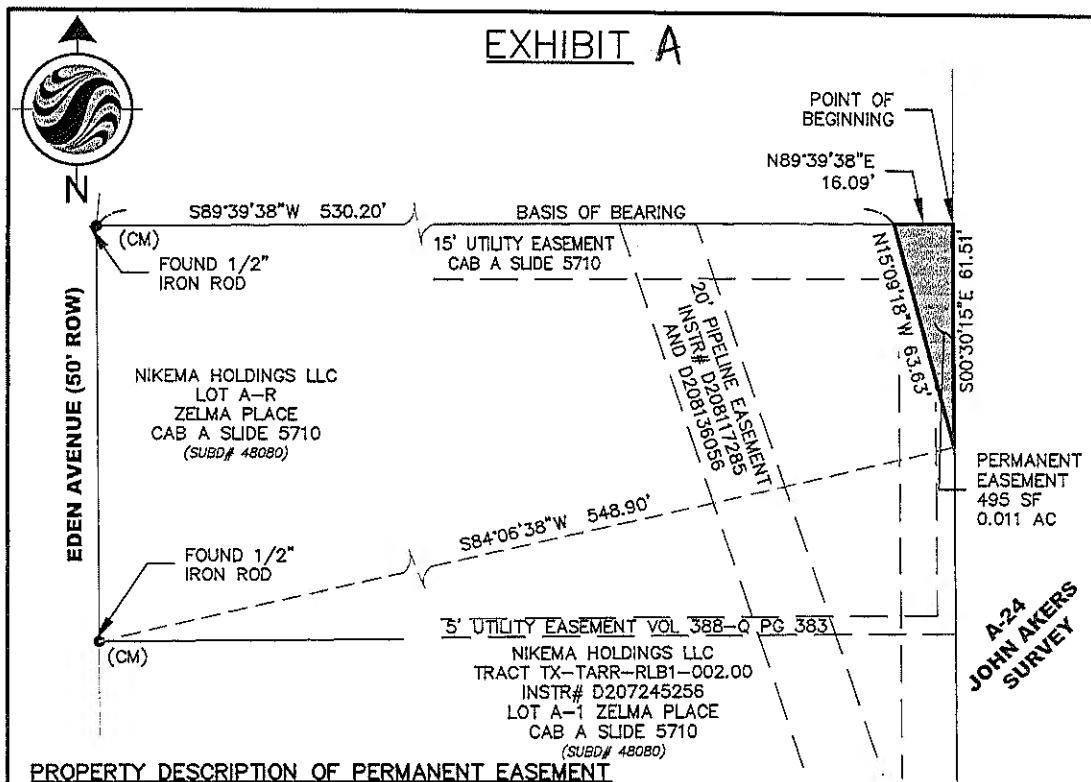 EXHIBIT A
N
POINT OF
BEGINNING
N89°39'38"E
16.09'
S89°39'38"W 530.20'
BASIS OF BEARING
(CM)
FOUND 1/2"
IRON ROD
15' UTILITY EASEMENT
CAB A SLIDE 5710
N15°09'18"W 63.63'
S00°30'15"E 61.51'
20' PIPELINE EASEMENT
INSTR# D208117285
AND D208136056
EDEN AVENUE (50' ROW)
NIKEMA HOLDINGS LLC
LOT A-R
ZELMA PLACE
CAB A SLIDE 5710
(SUBD# 48080)
PERMANENT
EASEMENT
495 SF
0.011 AC
S84°06'38"W 548.90'
FOUND 1/2"
IRON ROD
(CM)
5' UTILITY EASEMENT VOL 388-Q PG 383
A-24
JOHN AKERS
SURVEY
NIKEMA HOLDINGS LLC
TRACT TX-TARR-RLB1-002.00
INSTR# D207245256
LOT A-1 ZELMA PLACE
CAB A SLIDE 5710
(SUBD# 48080)
PROPERTY DESCRIPTION OF PERMANENT EASEMENT